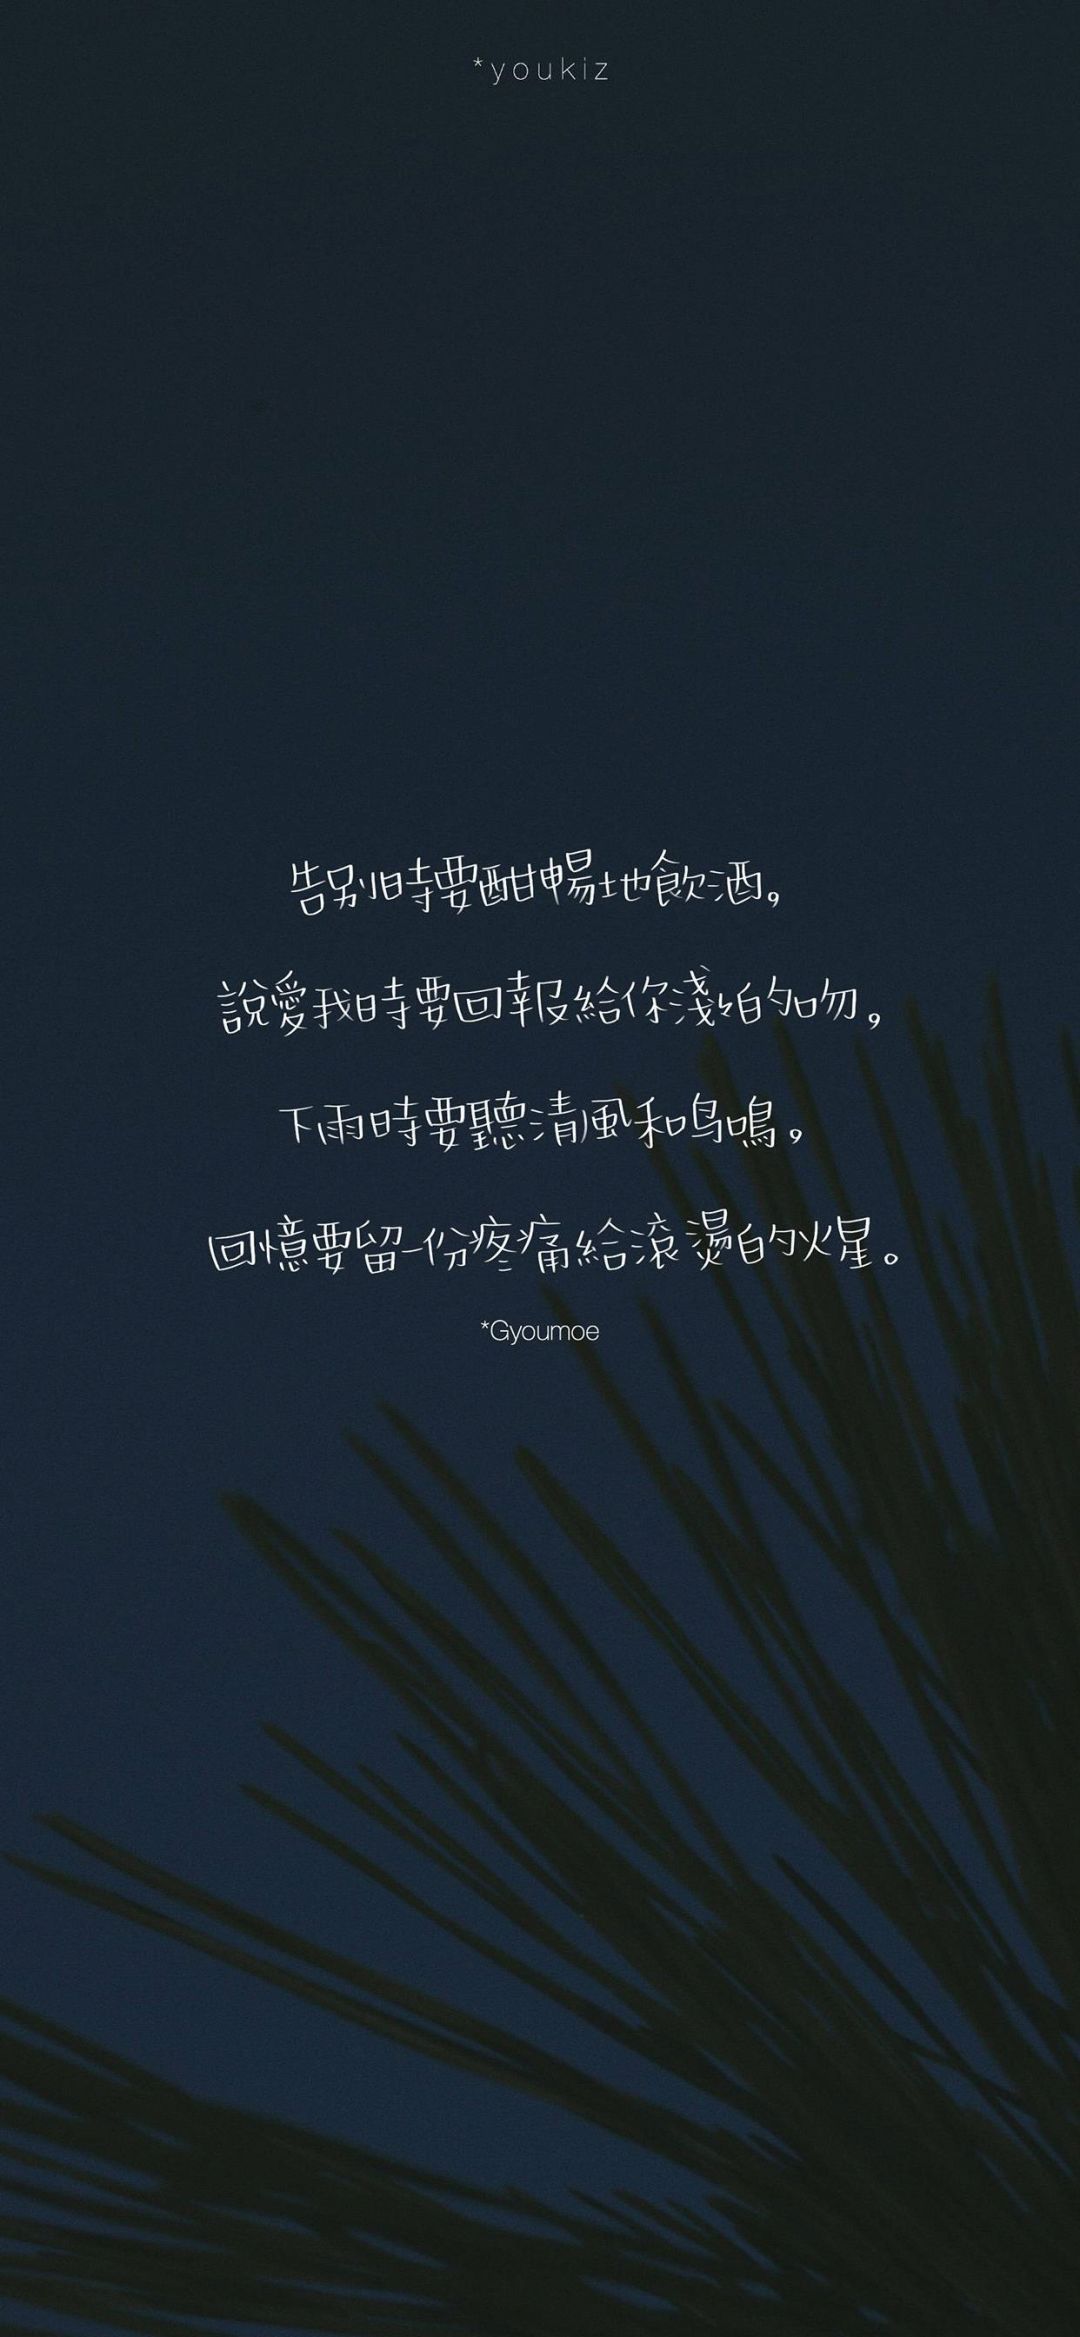 *youkiz
告別時要酣暢地飲酒，
說愛我時要回報給你淺的吻，
下雨時要聽清風和鸣鳴，
回憶要留一份疼痛給滾燙的火星。
*Gyoumoe